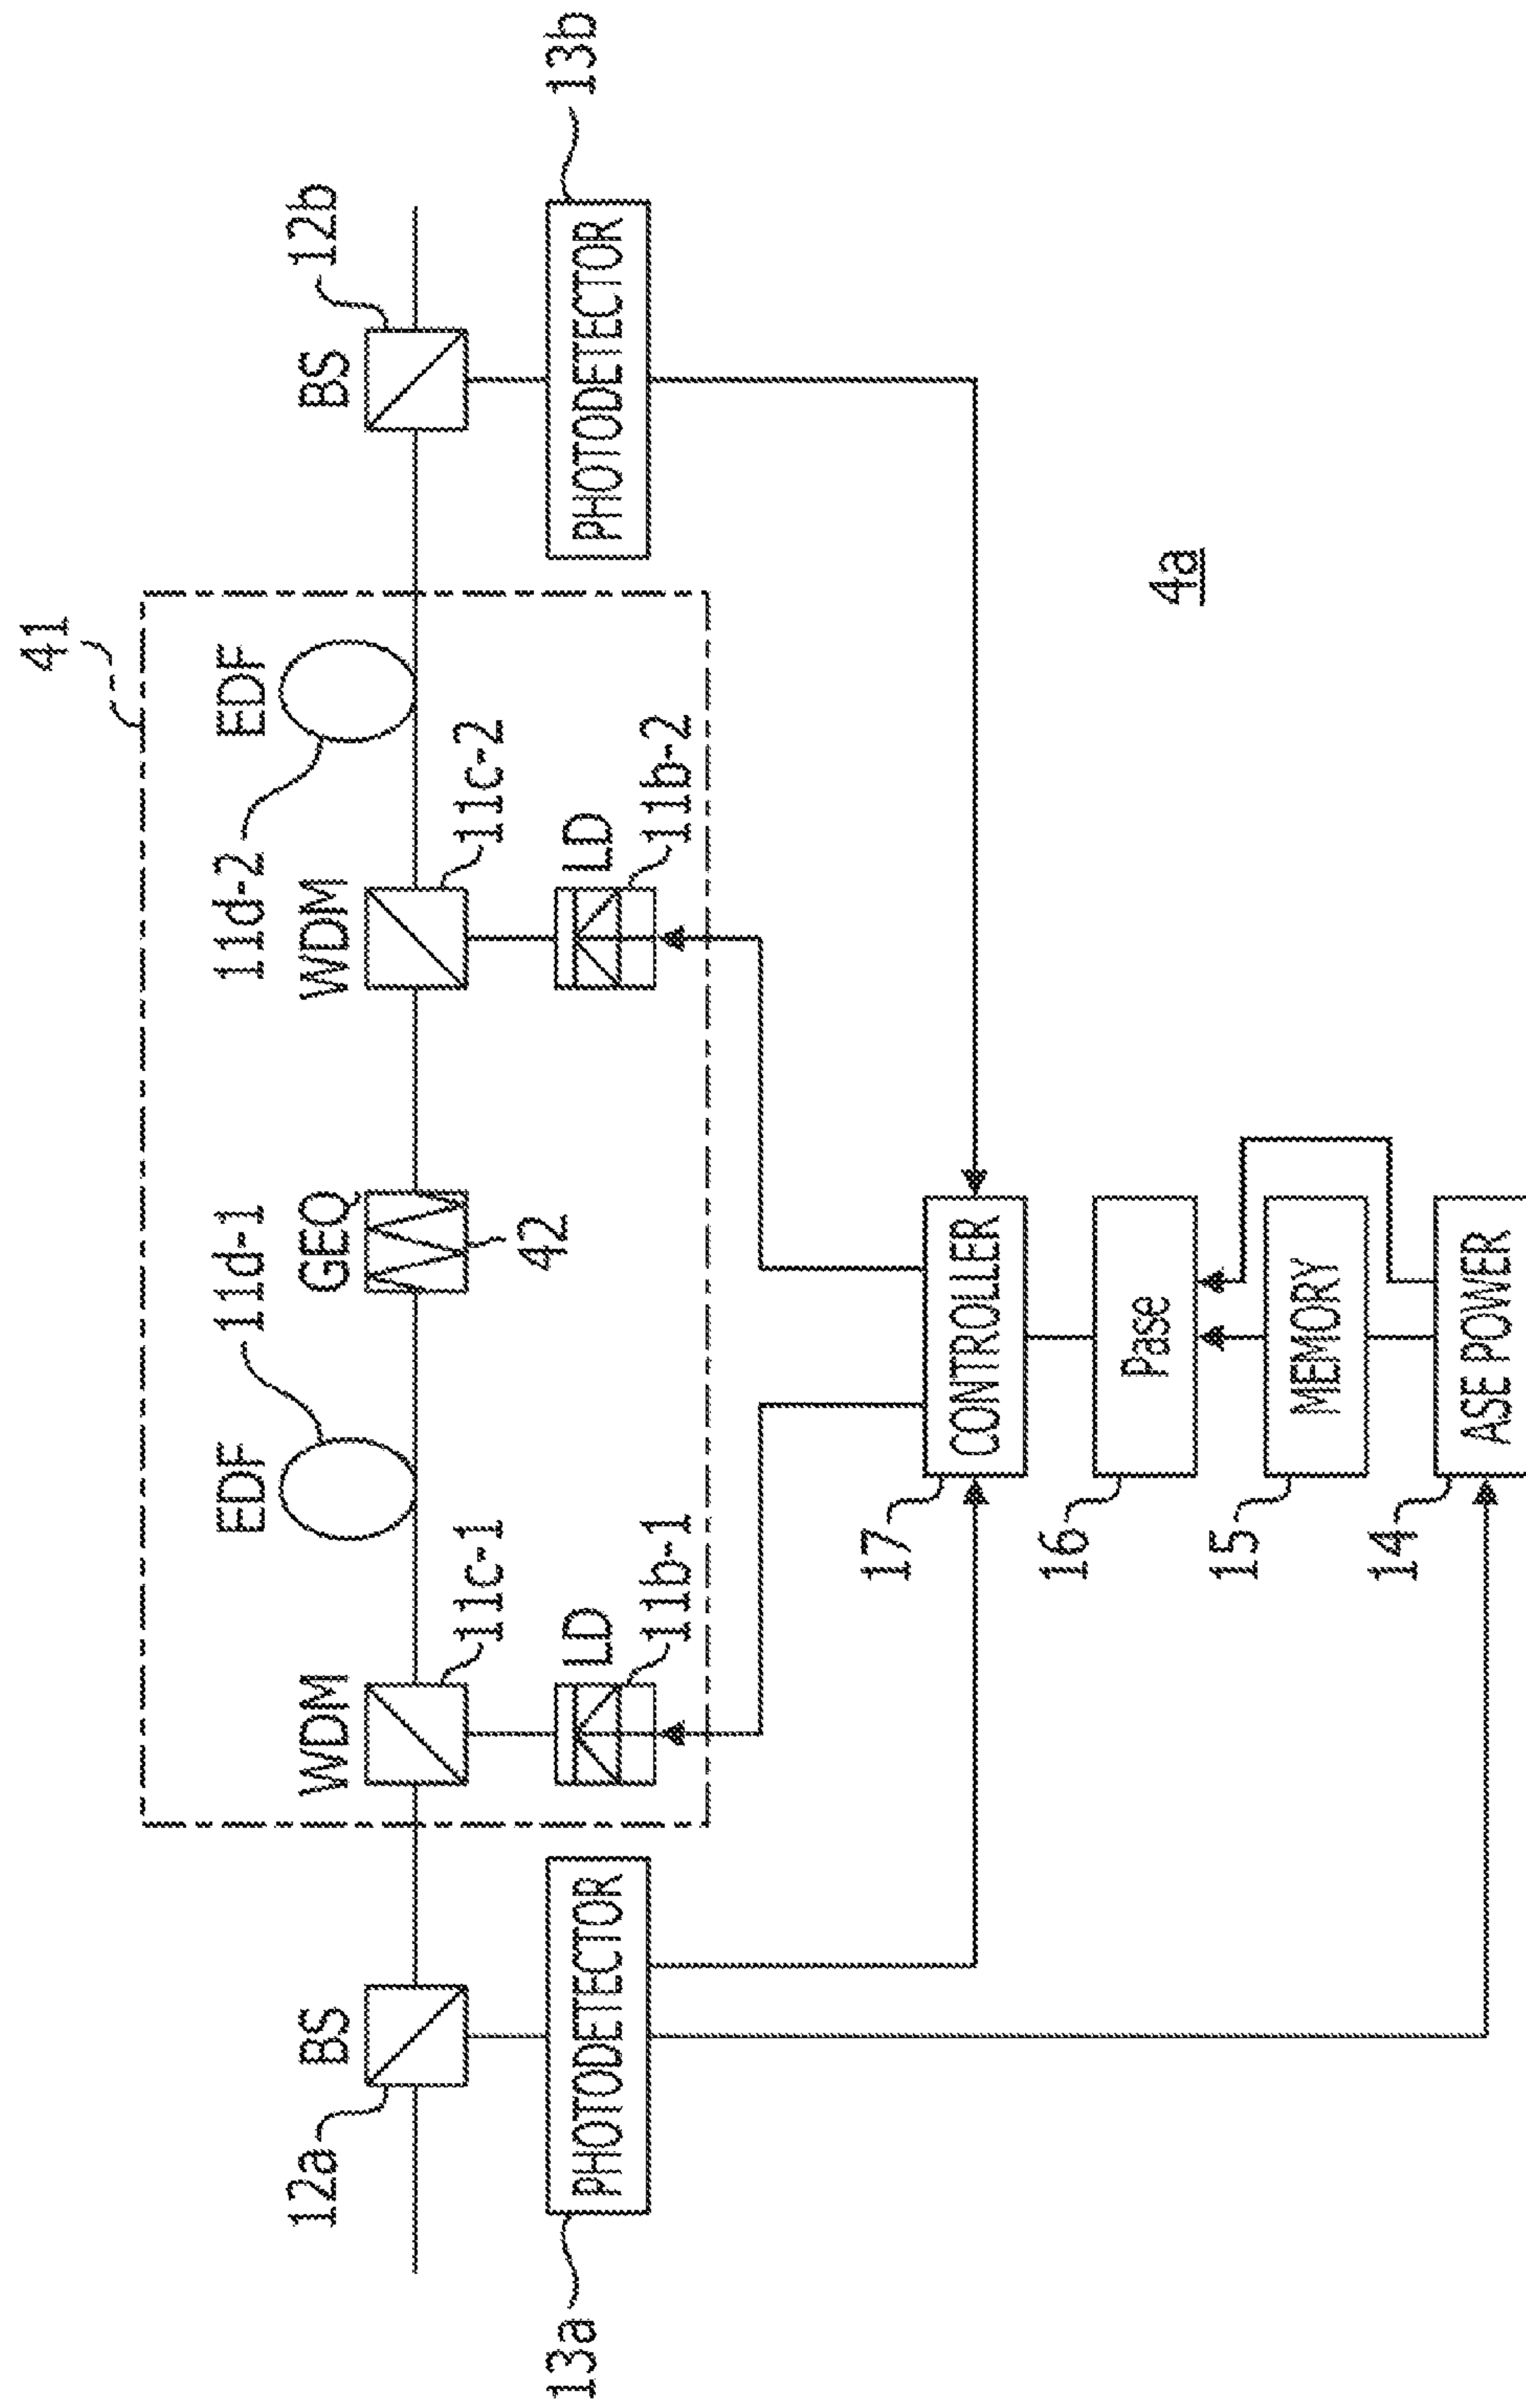 41
EDF
EDF
11d-1
11d-2
BS
WDM
GEQ
WDM
BS
12a
12b
11c-1
42
11c-2
LD
LD
13a
PHOTODETECTOR
PHOTODETECTOR
13b
11b-1
11b-2
17
CONTROLLER
16
Pase
4a
15
MEMORY
14
ASE POWER